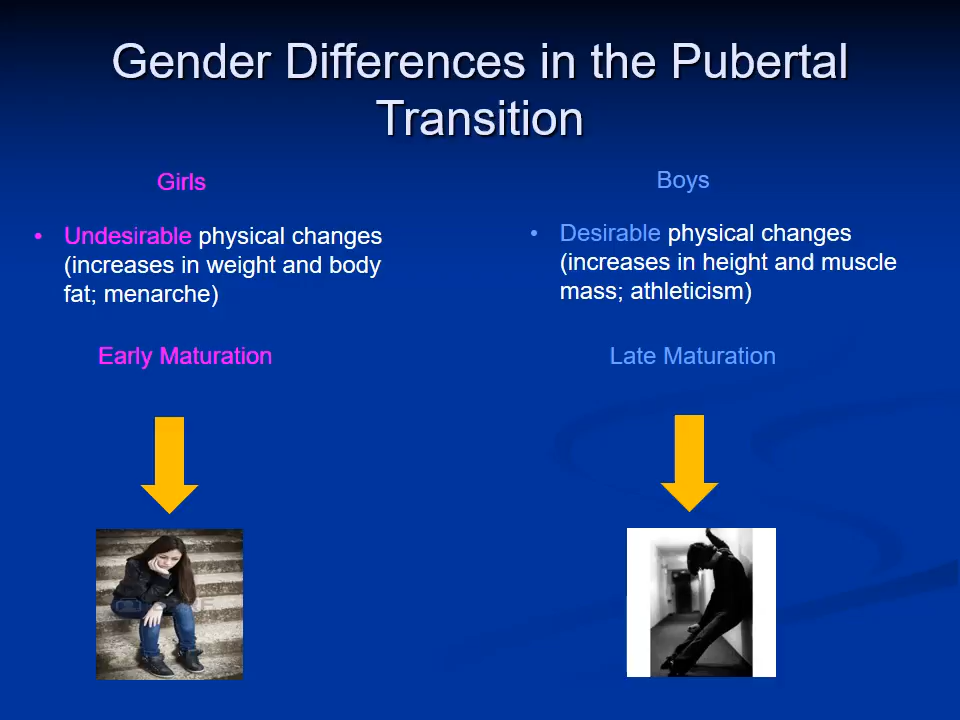 Gender Differences in the Pubertal
Transition
Girls
• Undesirable physical changes
(increases in weight and body
fat; menarche)
Early Maturation
Boys
• Desirable physical changes
(increases in height and muscle
mass; athleticism)
Late Maturation